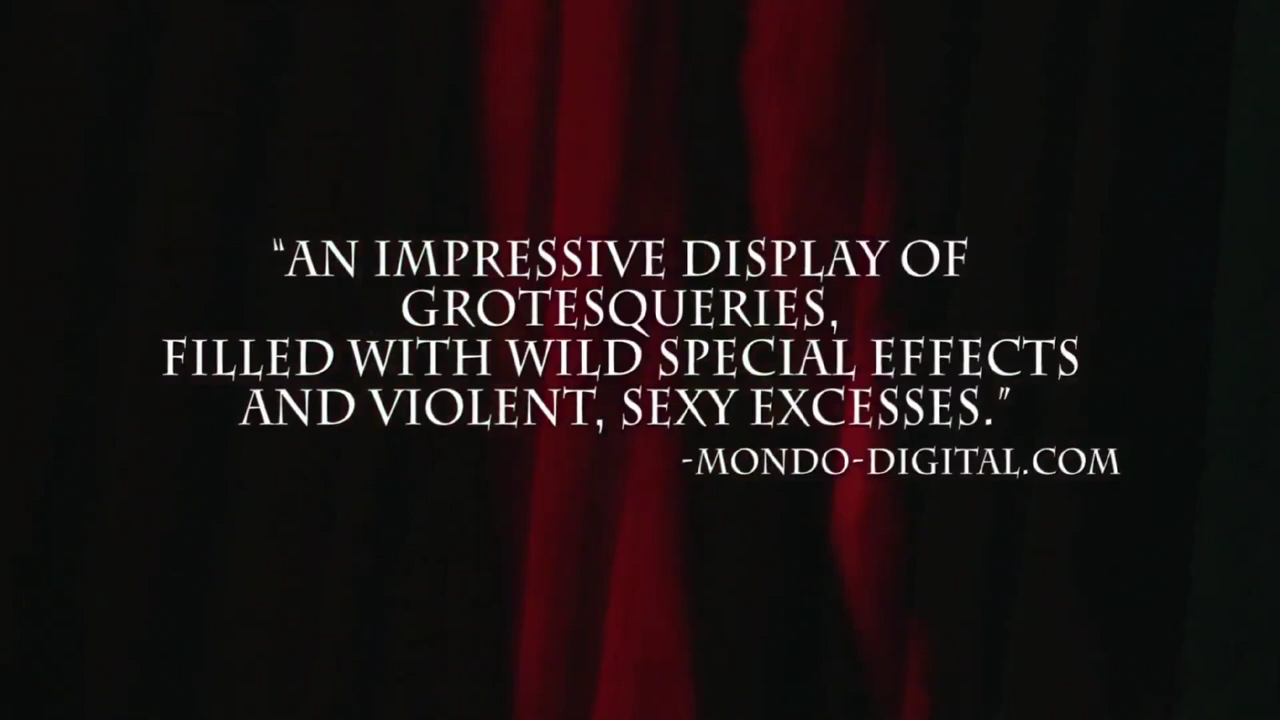 “AN IMPRESSIVE DISPLAY OF
GROTESQUERIES,
FILLED WITH WILD SPECIAL EFFECTS
AND VIOLENT, SEXY EXCESSES.”
-MONDO-DIGITAL.COM